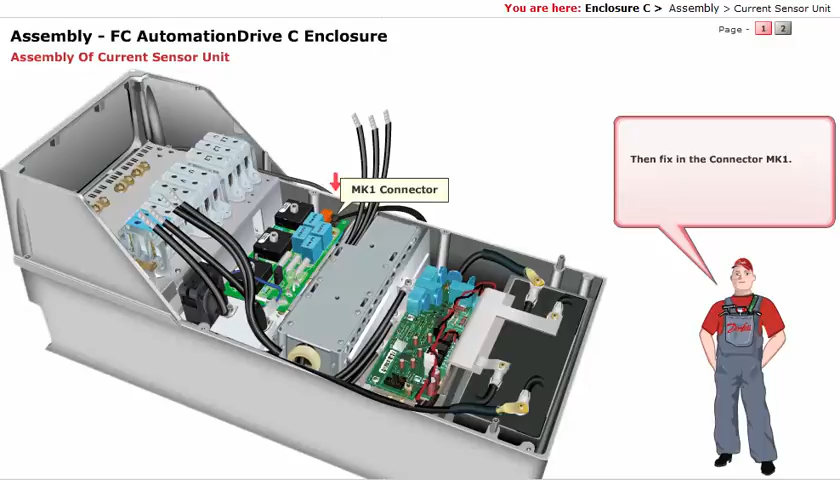 You are here: Enclosure C > Assembly > Current Sensor Unit
Assembly - FC AutomationDrive C Enclosure
Page - 1 2
Assembly Of Current Sensor Unit
Then fix in the Connector MK1.
MK1 Connector
Danfoss